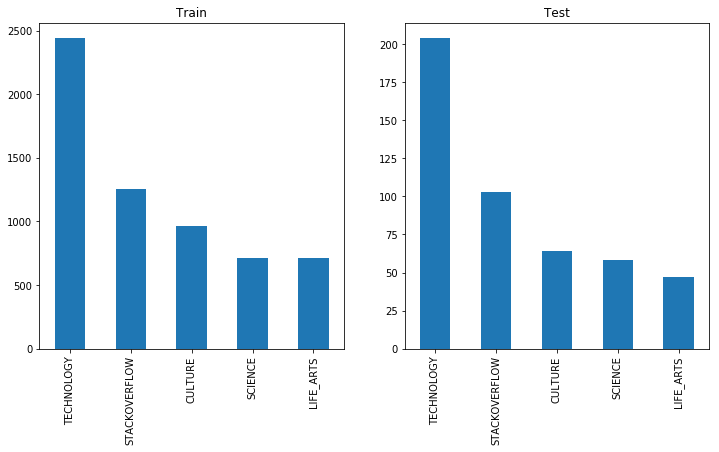 Train
2500
2000
1500
1000
500
0
TECHNOLOGY
STACKOVERFLOW
CULTURE
SCIENCE
LIFE_ARTS
Test
200
175
150
125
100
75
50
25
0
TECHNOLOGY
STACKOVERFLOW
CULTURE
SCIENCE
LIFE_ARTS